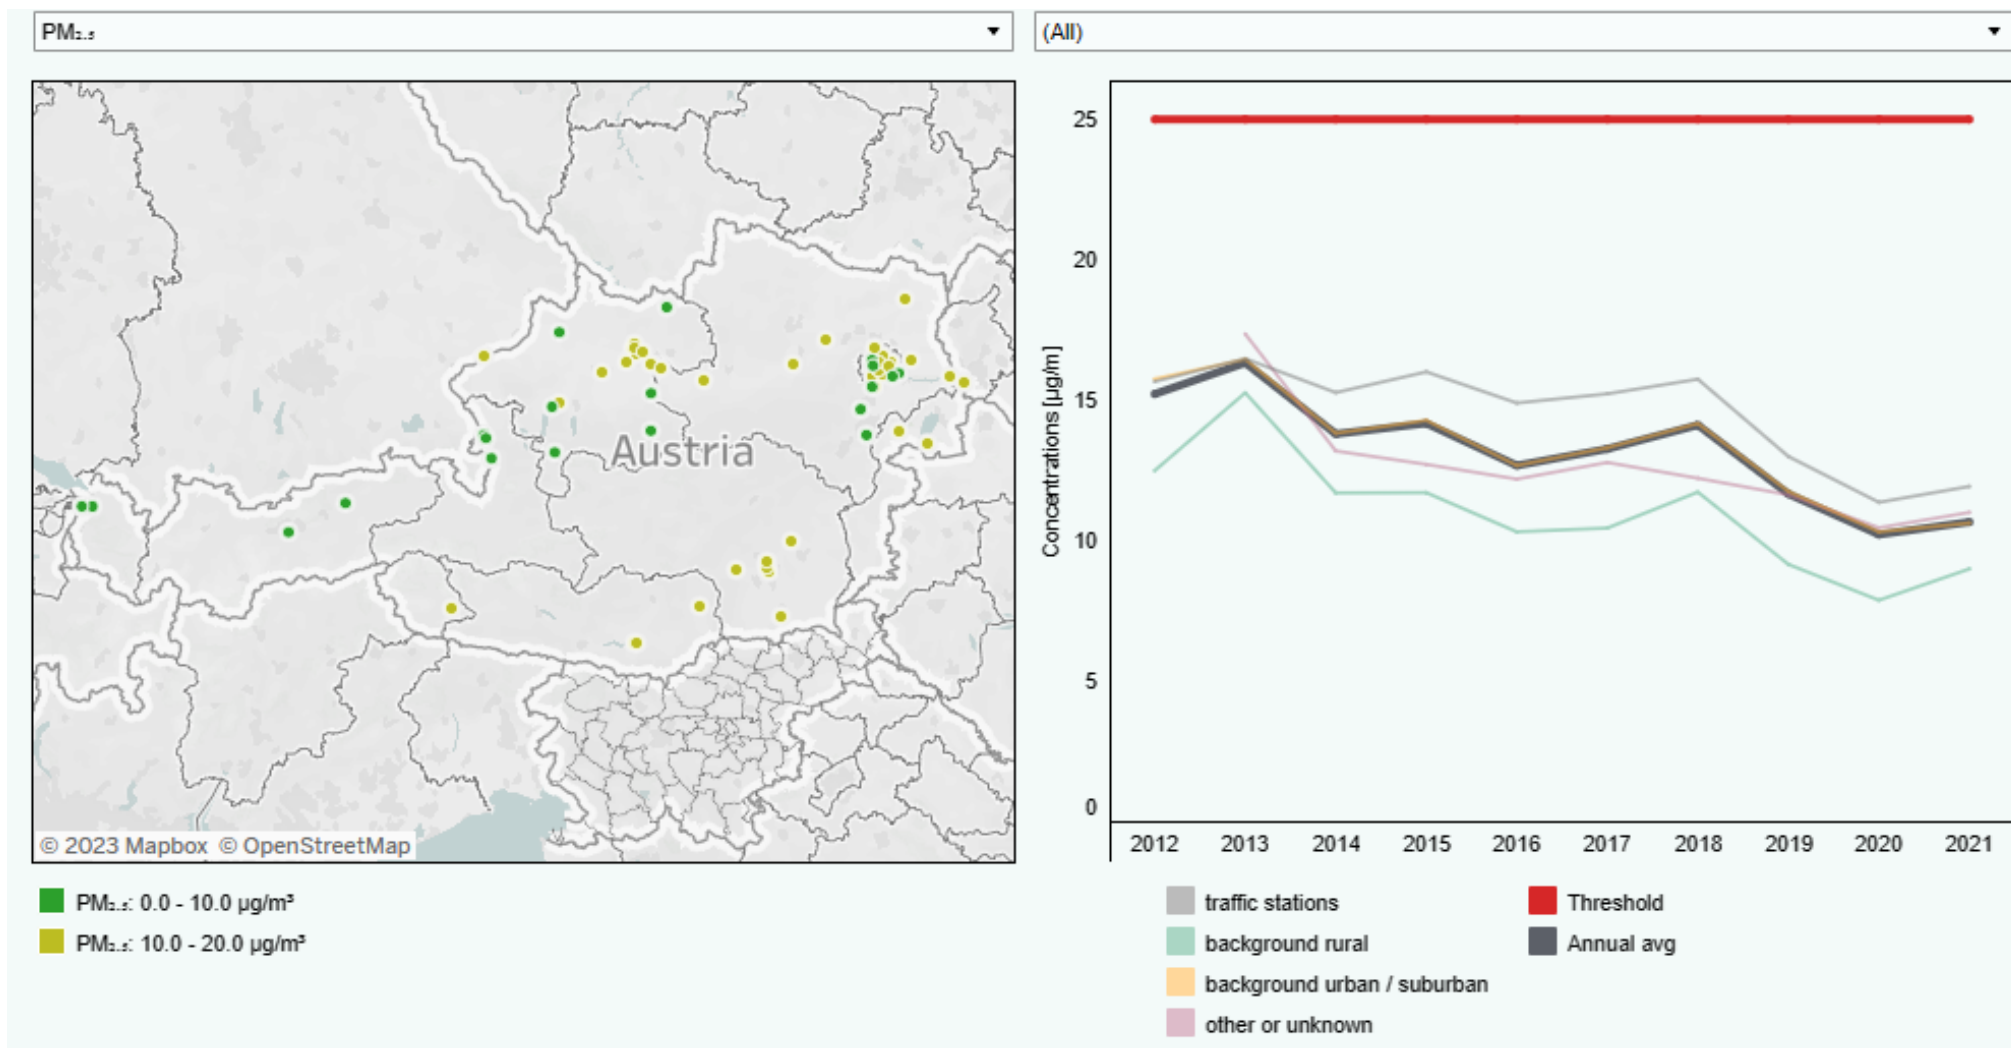 PM₂.₅
(All)
Austria
© 2023 Mapbox © OpenStreetMap
PM₂.₅: 0.0 - 10.0 µg/m³
PM₂.₅: 10.0 - 20.0 µg/m³
Concentrations [µg/m]
25
20
15
10
5
0
2012 2013 2014 2015 2016 2017 2018 2019 2020 2021
traffic stations
background rural
background urban / suburban
other or unknown
Threshold
Annual avg